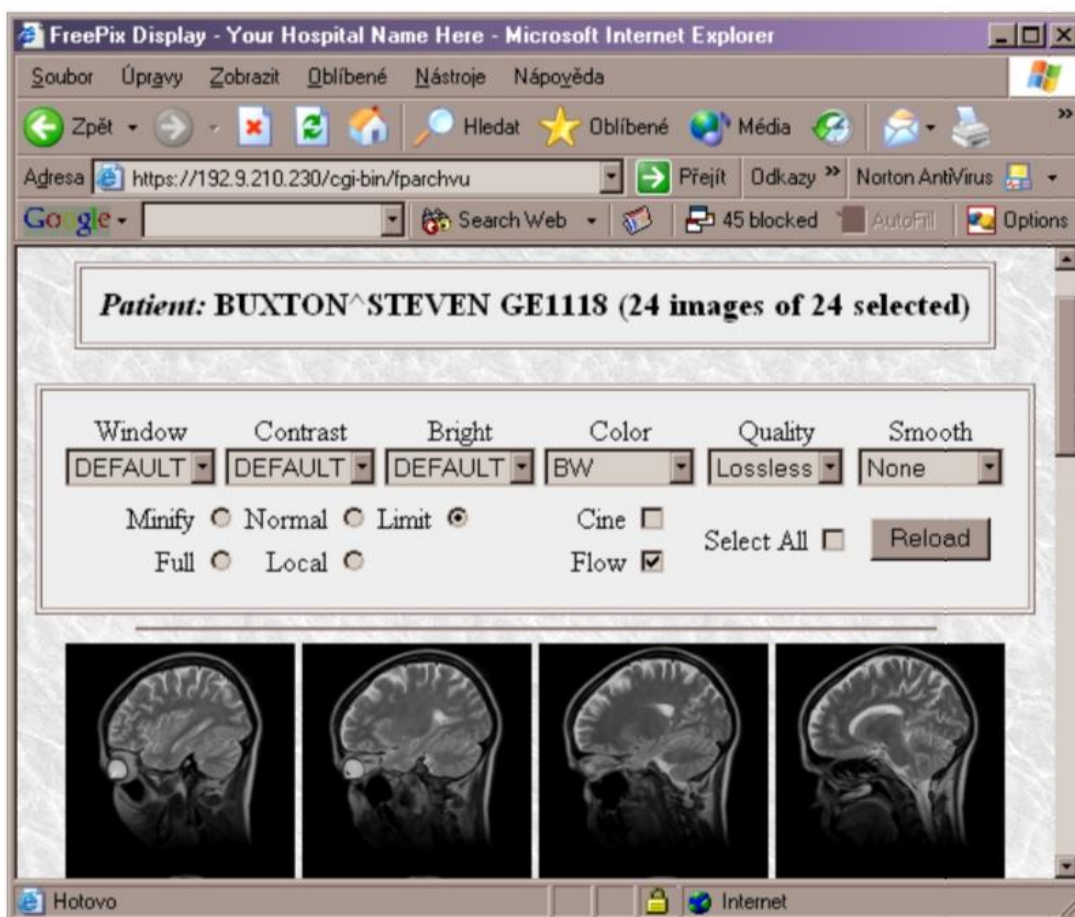 FreePix Display - Your Hospital Name Here - Microsoft Internet Explorer
Soubor Úpravy Zobrazit Oblíbené Nástroje Nápověda
Zpět Hledat Oblíbené Média »
Adresa https://192.9.210.230/cgi-bin/fparchvu Přejít Odkazy » Norton AntiVirus
Google Search Web 45 blocked AutoFill Options
Patient: BUXTON^STEVEN GE1118 (24 images of 24 selected)
Window Contrast Bright Color Quality Smooth
DEFAULT DEFAULT DEFAULT BW Lossless None
Minify Normal Limit Cine
Select All Reload
Full Local Flow
Hotovo Internet